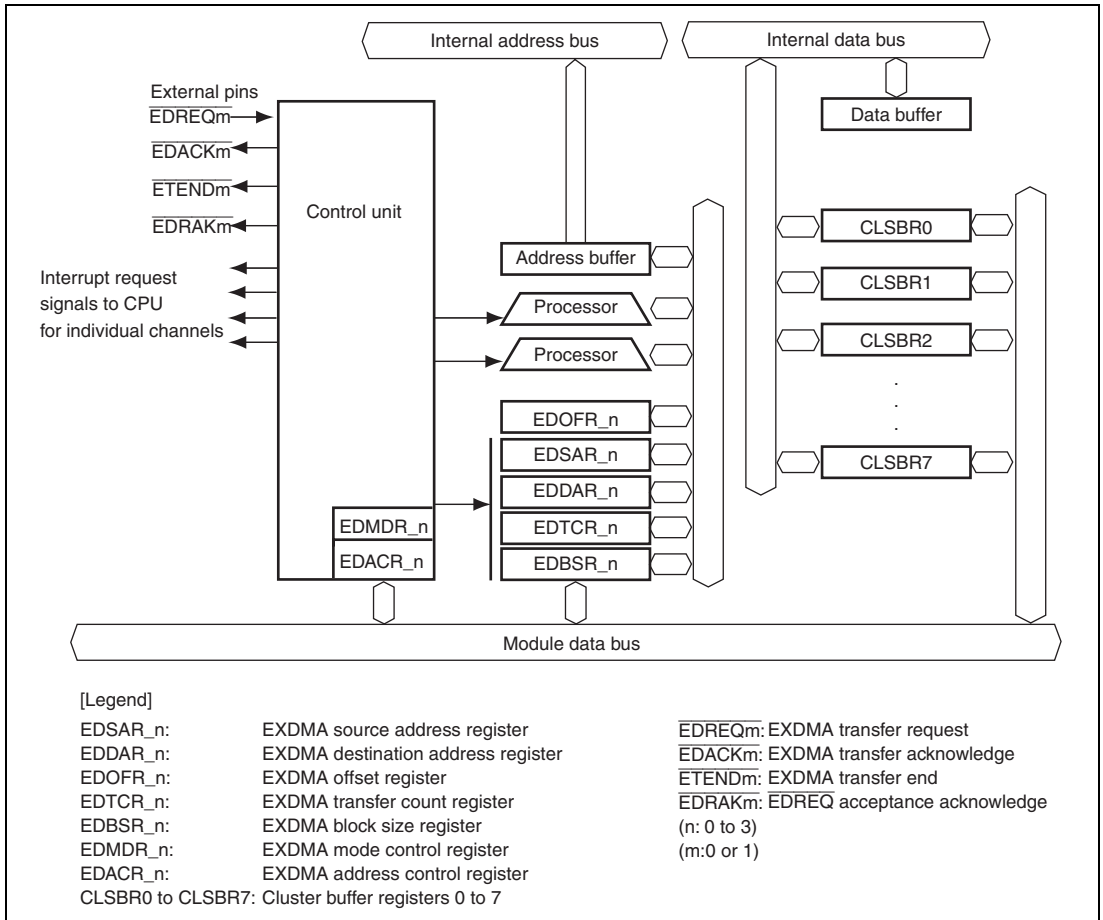 Internal address bus
Internal data bus
External pins
EDREQm
EDACKm
ETENDm
EDRAKm
Control unit
Data buffer
Address buffer
Processor
Processor
Interrupt request
signals to CPU
for individual channels
CLSBR0
CLSBR1
CLSBR2
.
.
.
CLSBR7
EDOFR_n
EDSAR_n
EDDAR_n
EDTCR_n
EDBSR_n
EDMDR_n
EDACR_n
Module data bus
[Legend]
EDSAR_n: EXDMA source address register
EDDAR_n: EXDMA destination address register
EDOFR_n: EXDMA offset register
EDTCR_n: EXDMA transfer count register
EDBSR_n: EXDMA block size register
EDMDR_n: EXDMA mode control register
EDACR_n: EXDMA address control register
CLSBR0 to CLSBR7: Cluster buffer registers 0 to 7
EDREQm: EXDMA transfer request
EDACKm: EXDMA transfer acknowledge
ETENDm: EXDMA transfer end
EDRAKm: EDREQ acceptance acknowledge
(n: 0 to 3)
(m:0 or 1)